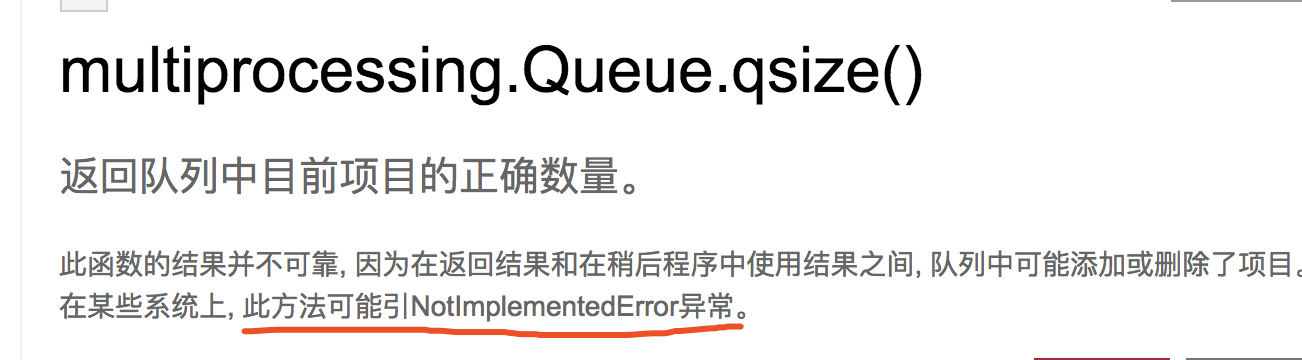 multiprocessing.Queue.qsize()
返回队列中目前项目的正确数量。
此函数的结果并不可靠, 因为在返回结果和在稍后程序中使用结果之间, 队列中可能添加或删除了项目。
在某些系统上, 此方法可能引NotImplementedError异常。